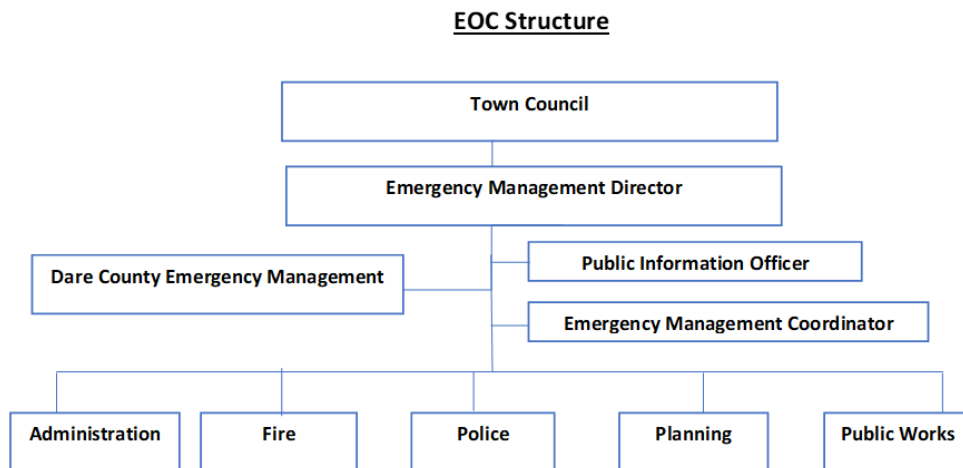 EOC Structure
Town Council
Emergency Management Director
Public Information Officer
Dare County Emergency Management
Emergency Management Coordinator
Administration
Fire
Police
Planning
Public Works